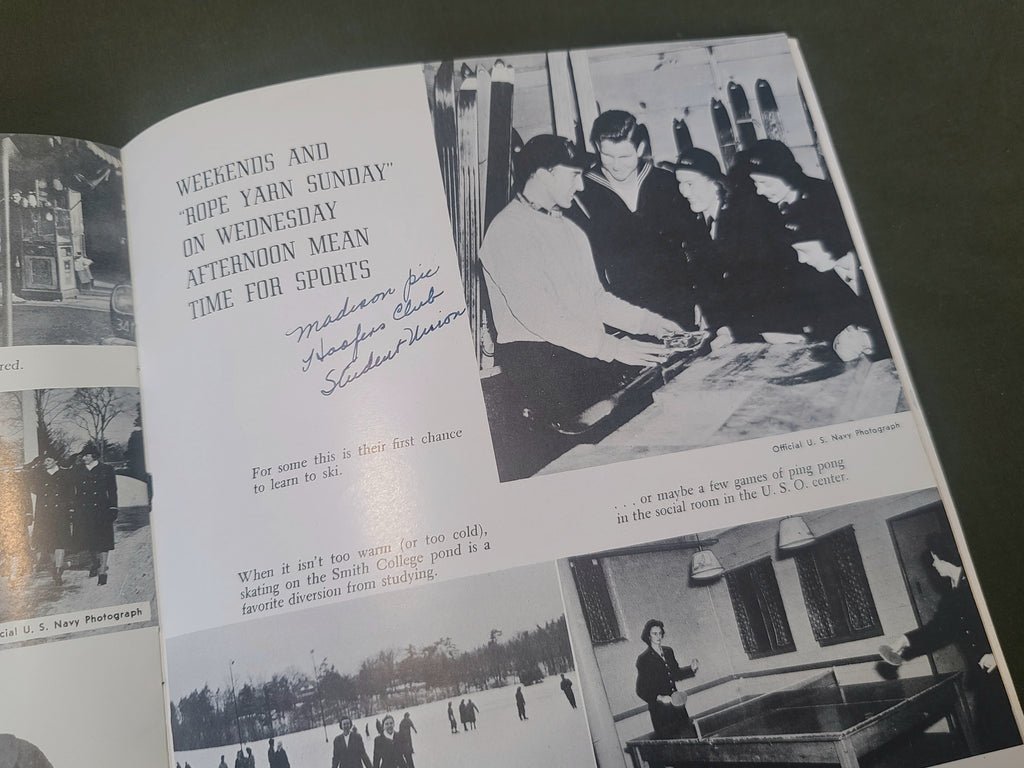 WEEKENDS AND
"ROPE YARN SUNDAY"
ON WEDNESDAY
AFTERNOON MEAN
TIME FOR SPORTS
Madison pic
Hoofers Club
Student Union
For some this is their first chance
to learn to ski.
Official U. S. Navy Photograph
. . . or maybe a few games of ping pong
in the social room in the U. S. O. center.
When it isn't too warm (or too cold),
skating on the Smith College pond is a
favorite diversion from studying.
red.
cial U. S. Navy Photograph
34